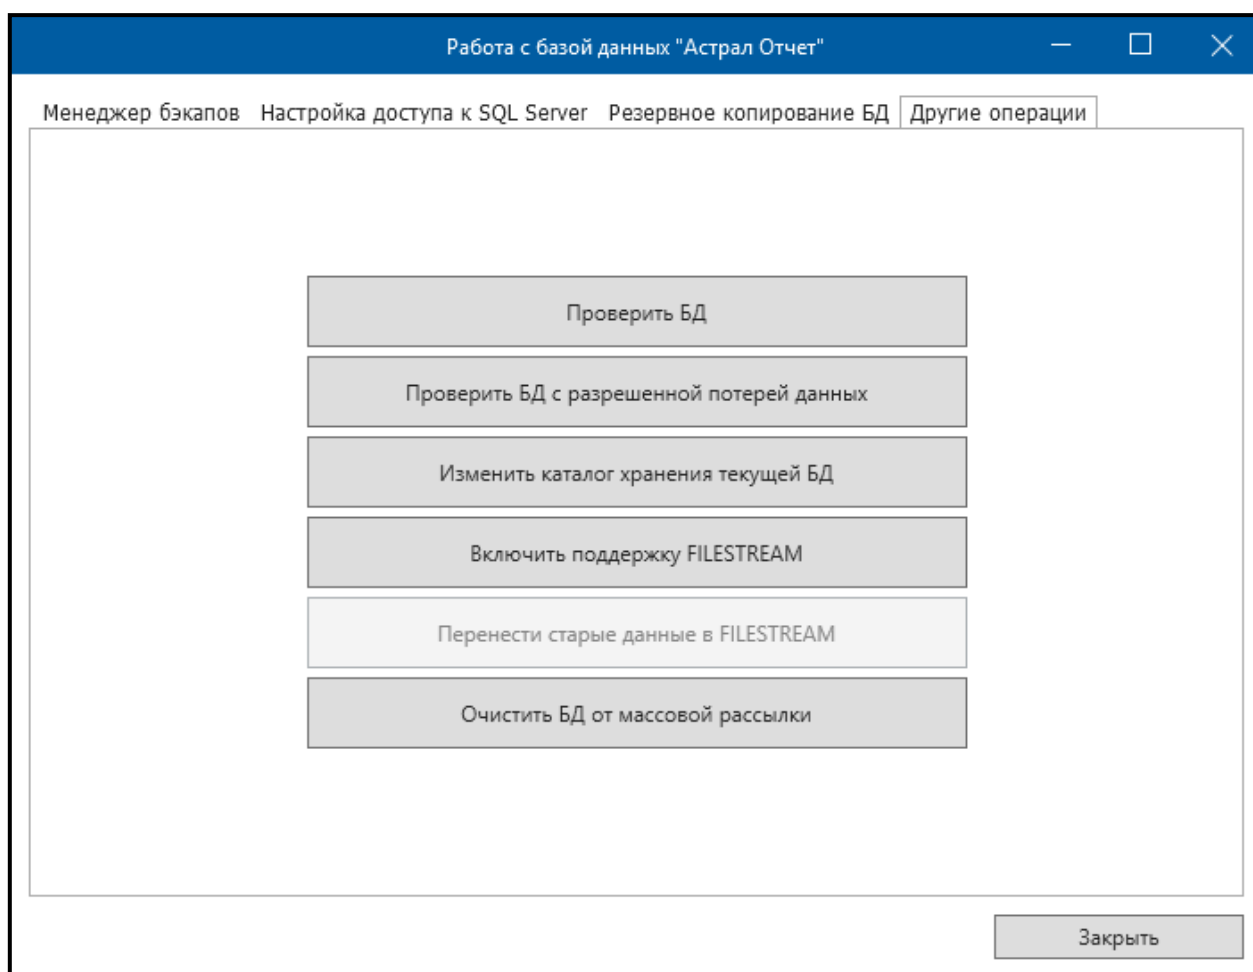 Работа с базой данных "Астрал Отчет"
Менеджер бэкапов Настройка доступа к SQL Server Резервное копирование БД Другие операции
Проверить БД
Проверить БД с разрешенной потерей данных
Изменить каталог хранения текущей БД
Включить поддержку FILESTREAM
Перенести старые данные в FILESTREAM
Очистить БД от массовой рассылки
Закрыть